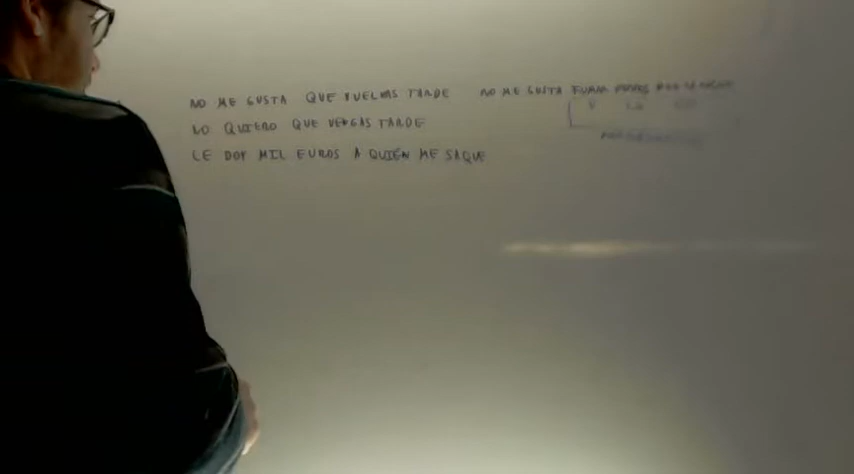 NO ME GUSTA QUE VUELVAS TARDE NO ME GUSTA FUMAR
NO QUIERO QUE VENGAS TARDE
LE DOY MIL EUROS A QUIÉN ME SAQUE